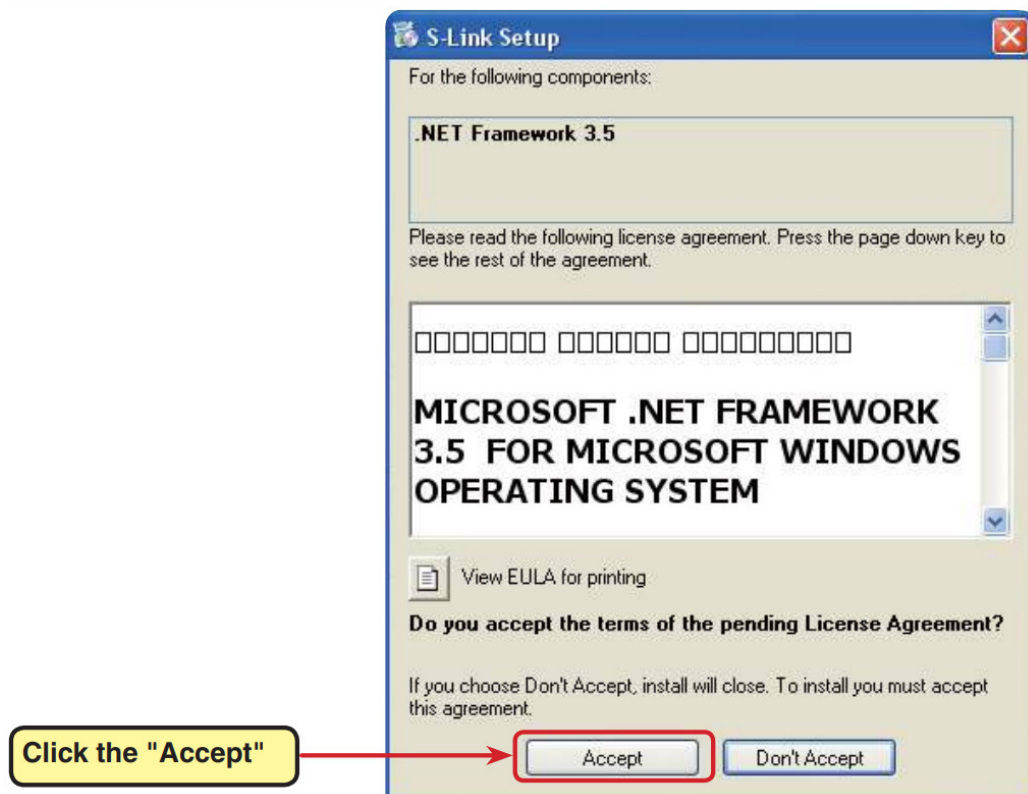 S-Link Setup
For the following components:
.NET Framework 3.5
Please read the following license agreement. Press the page down key to
see the rest of the agreement.
□□□□□□□ □□□□□□ □□□□□□□□□
MICROSOFT .NET FRAMEWORK
3.5 FOR MICROSOFT WINDOWS
OPERATING SYSTEM
View EULA for printing
Do you accept the terms of the pending License Agreement?
If you choose Don't Accept, install will close. To install you must accept
this agreement.
Click the "Accept"
Accept
Don't Accept